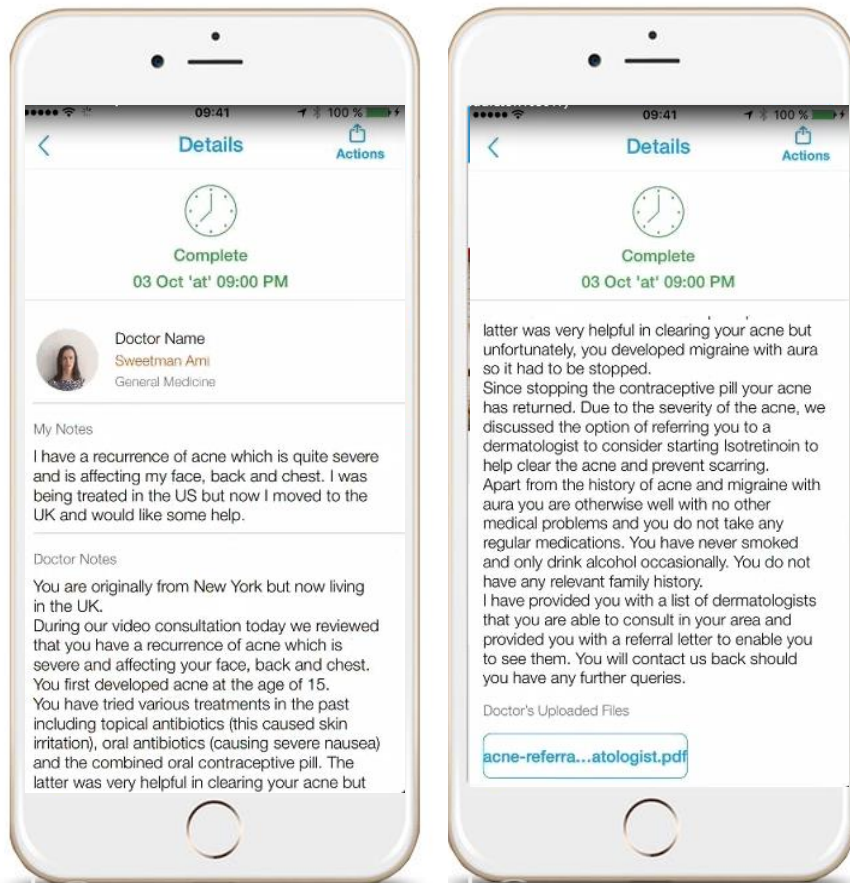 09:41
100 %
Details
Actions
Complete
03 Oct 'at' 09:00 PM
Doctor Name
Sweetman Ami
General Medicine
My Notes
I have a recurrence of acne which is quite severe
and is affecting my face, back and chest. I was
being treated in the US but now I moved to the
UK and would like some help.
Doctor Notes
You are originally from New York but now living
in the UK.
During our video consultation today we reviewed
that you have a recurrence of acne which is
severe and affecting your face, back and chest.
You first developed acne at the age of 15.
You have tried various treatments in the past
including topical antibiotics (this caused skin
irritation), oral antibiotics (causing severe nausea)
and the combined oral contraceptive pill. The
latter was very helpful in clearing your acne but
09:41
100 %
Details
Actions
Complete
03 Oct 'at' 09:00 PM
latter was very helpful in clearing your acne but
unfortunately, you developed migraine with aura
so it had to be stopped.
Since stopping the contraceptive pill your acne
has returned. Due to the severity of the acne, we
discussed the option of referring you to a
dermatologist to consider starting Isotretinoin to
help clear the acne and prevent scarring.
Apart from the history of acne and migraine with
aura you are otherwise well with no other
medical problems and you do not take any
regular medications. You have never smoked
and only drink alcohol occasionally. You do not
have any relevant family history.
I have provided you with a list of dermatologists
that you are able to consult in your area and
provided you with a referral letter to enable you
to see them. You will contact us back should
you have any further queries.
Doctor's Uploaded Files
acne-referra...atologist.pdf